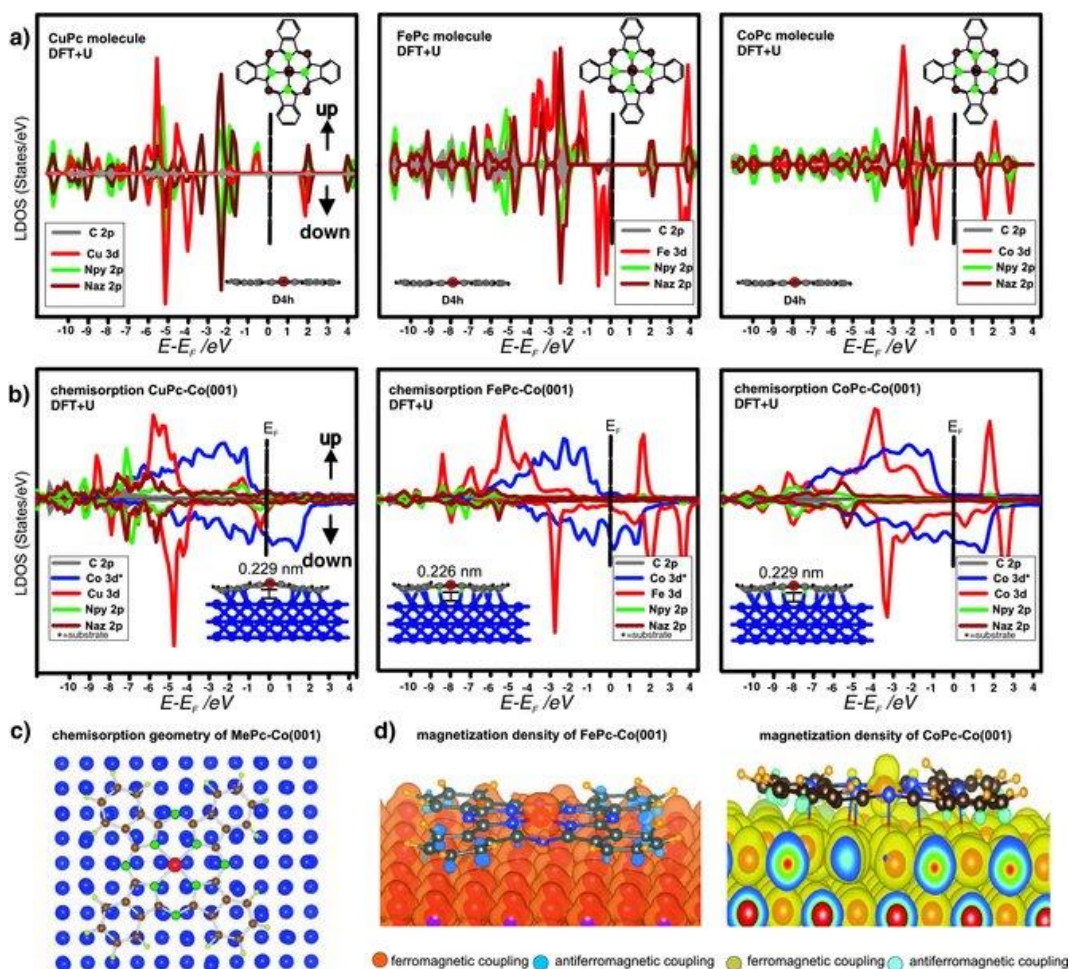 a)
CuPc molecule
DFT+U
up
down
LDOS (States/eV)
C 2p
Cu 3d
Npy 2p
Naz 2p
D4h
-10 -9 -8 -7 -6 -5 -4 -3 -2 -1 0 1 2 3 4
E-EF /eV
FePc molecule
DFT+U
C 2p
Fe 3d
Npy 2p
Naz 2p
D4h
-10 -9 -8 -7 -6 -5 -4 -3 -2 -1 0 1 2 3 4
E-EF /eV
CoPc molecule
DFT+U
C 2p
Co 3d
Npy 2p
Naz 2p
D4h
-10 -9 -8 -7 -6 -5 -4 -3 -2 -1 0 1 2 3 4
E-EF /eV
b)
chemisorption CuPc-Co(001)
DFT+U
EF
up
down
LDOS (States/eV)
0.229 nm
C 2p
Co 3d*
Cu 3d
Npy 2p
Naz 2p
*=substrate
-10 -9 -8 -7 -6 -5 -4 -3 -2 -1 0 1 2 3 4
E-EF /eV
chemisorption FePc-Co(001)
DFT+U
EF
0.226 nm
C 2p
Co 3d*
Fe 3d
Npy 2p
Naz 2p
*=substrate
-10 -9 -8 -7 -6 -5 -4 -3 -2 -1 0 1 2 3 4
E-EF /eV
chemisorption CoPc-Co(001)
DFT+U
EF
0.229 nm
C 2p
Co 3d*
Co 3d
Npy 2p
Naz 2p
*=substrate
-10 -9 -8 -7 -6 -5 -4 -3 -2 -1 0 1 2 3 4
E-EF /eV
c)
chemisorption geometry of MePc-Co(001)
d)
magnetization density of FePc-Co(001)
magnetization density of CoPc-Co(001)
ferromagnetic coupling
antiferromagnetic coupling
ferromagnetic coupling
antiferromagnetic coupling